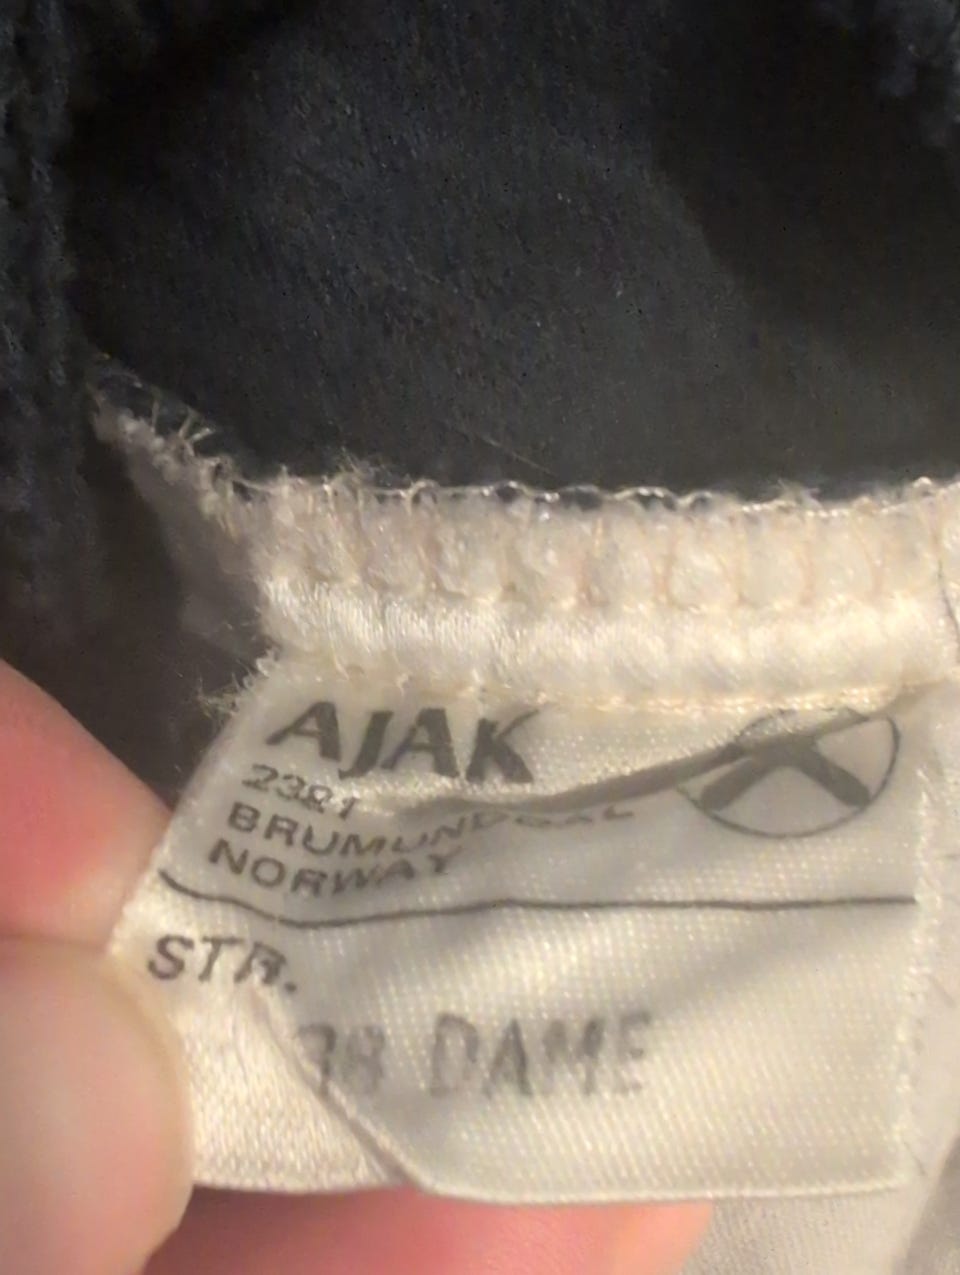 AJAK
2381
BRUMUNDDAL
NORWAY
STR.
38 DAME